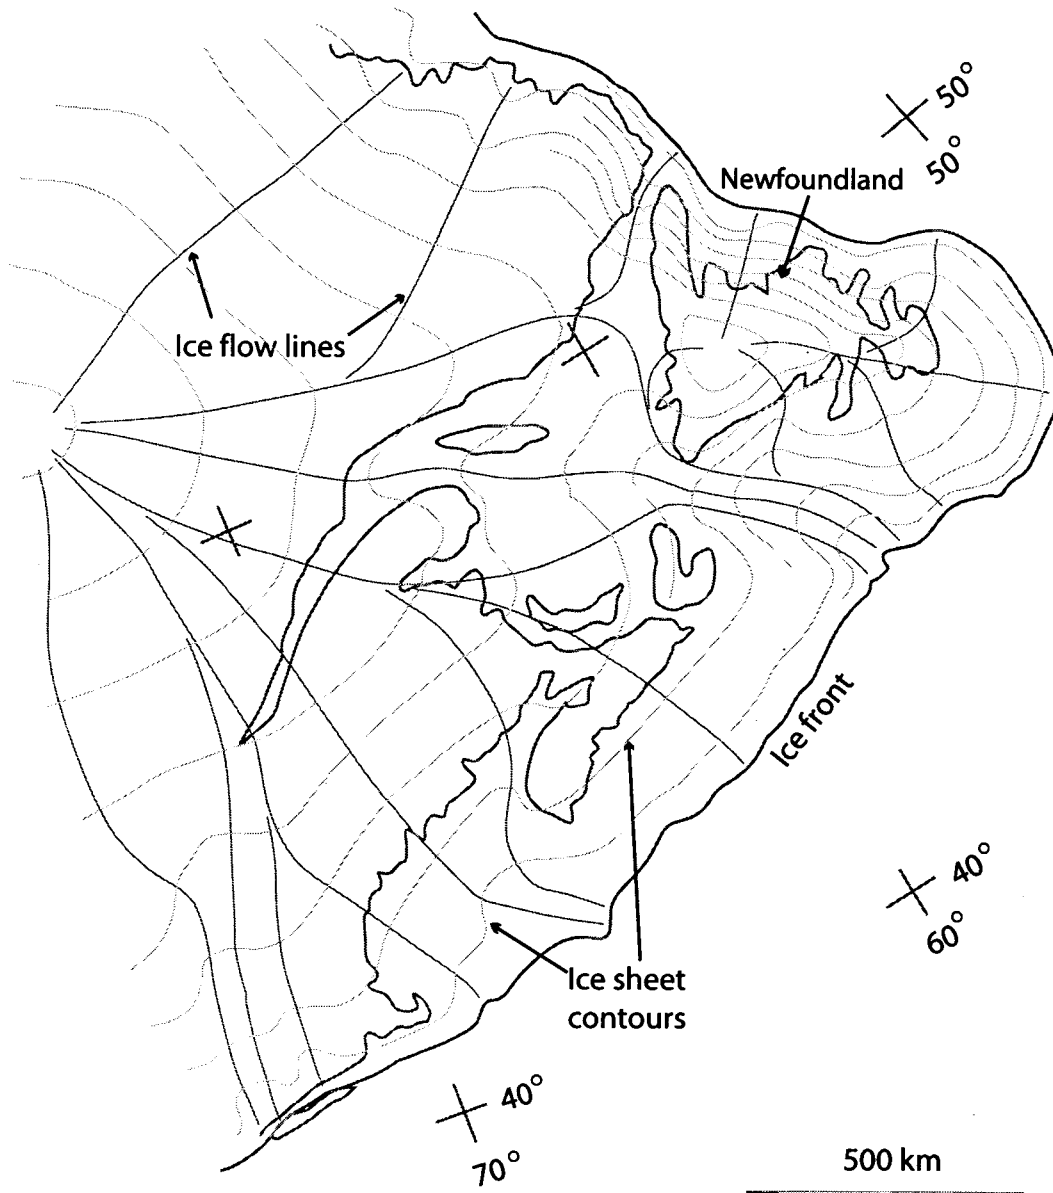 50°
50°
Newfoundland
Ice flow lines
Ice front
40°
60°
Ice sheet
contours
40°
70°
500 km